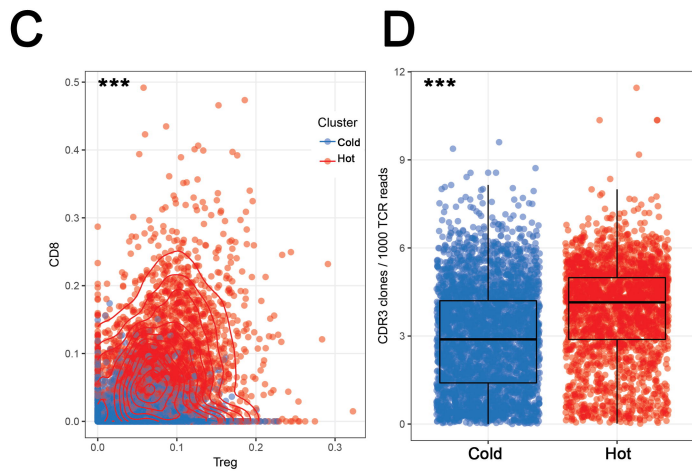 C
D
***
Cluster
Cold
Hot
0.5
0.4
0.3
0.2
0.1
0.0
CD8
0.0
0.1
0.2
0.3
Treg
***
12
9
6
3
0
CDR3 clones / 1000 TCR reads
Cold
Hot